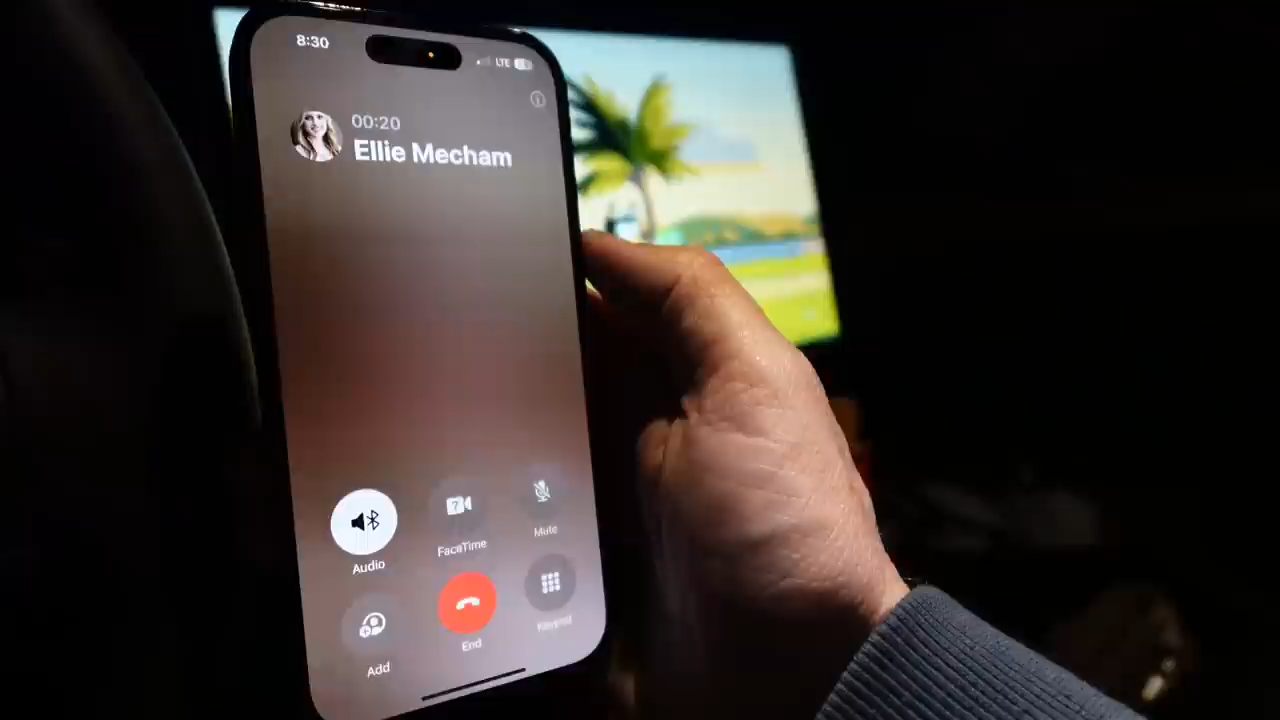 8:30
LTE
00:20
Ellie Mecham
Audio
FaceTime
Mute
Add
End
Keypad